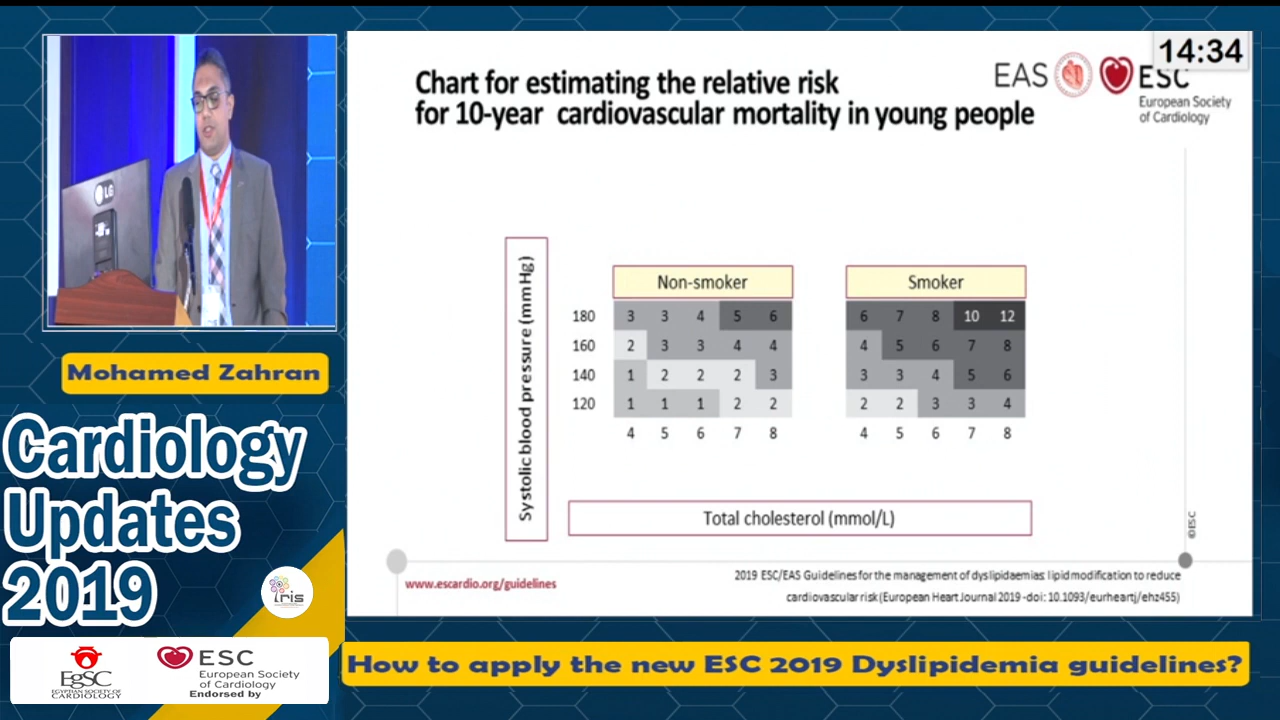 14:34
Chart for estimating the relative risk
for 10-year cardiovascular mortality in young people
EAS
ESC
European Society
of Cardiology
LG
Systolic blood pressure (mmHg)
Non-smoker
Smoker
180 3 3 4 5 6 6 7 8 10 12
160 2 3 3 4 4 4 5 6 7 8
140 1 2 2 2 3 3 3 4 5 6
120 1 1 1 2 2 2 2 3 3 4
4 5 6 7 8 4 5 6 7 8
Total cholesterol (mmol/L)
©ESC
www.escardio.org/guidelines
2019 ESC/EAS Guidelines for the management of dyslipidaemias: lipid modification to reduce
cardiovascular risk (European Heart Journal 2019 -doi: 10.1093/eurheartj/ehz455)
Mohamed Zahran
Cardiology
Updates
2019
iris
EgSC
EGYPTIAN SOCIETY OF
CARDIOLOGY
ESC
European Society
of Cardiology
Endorsed by
How to apply the new ESC 2019 Dyslipidemia guidelines?